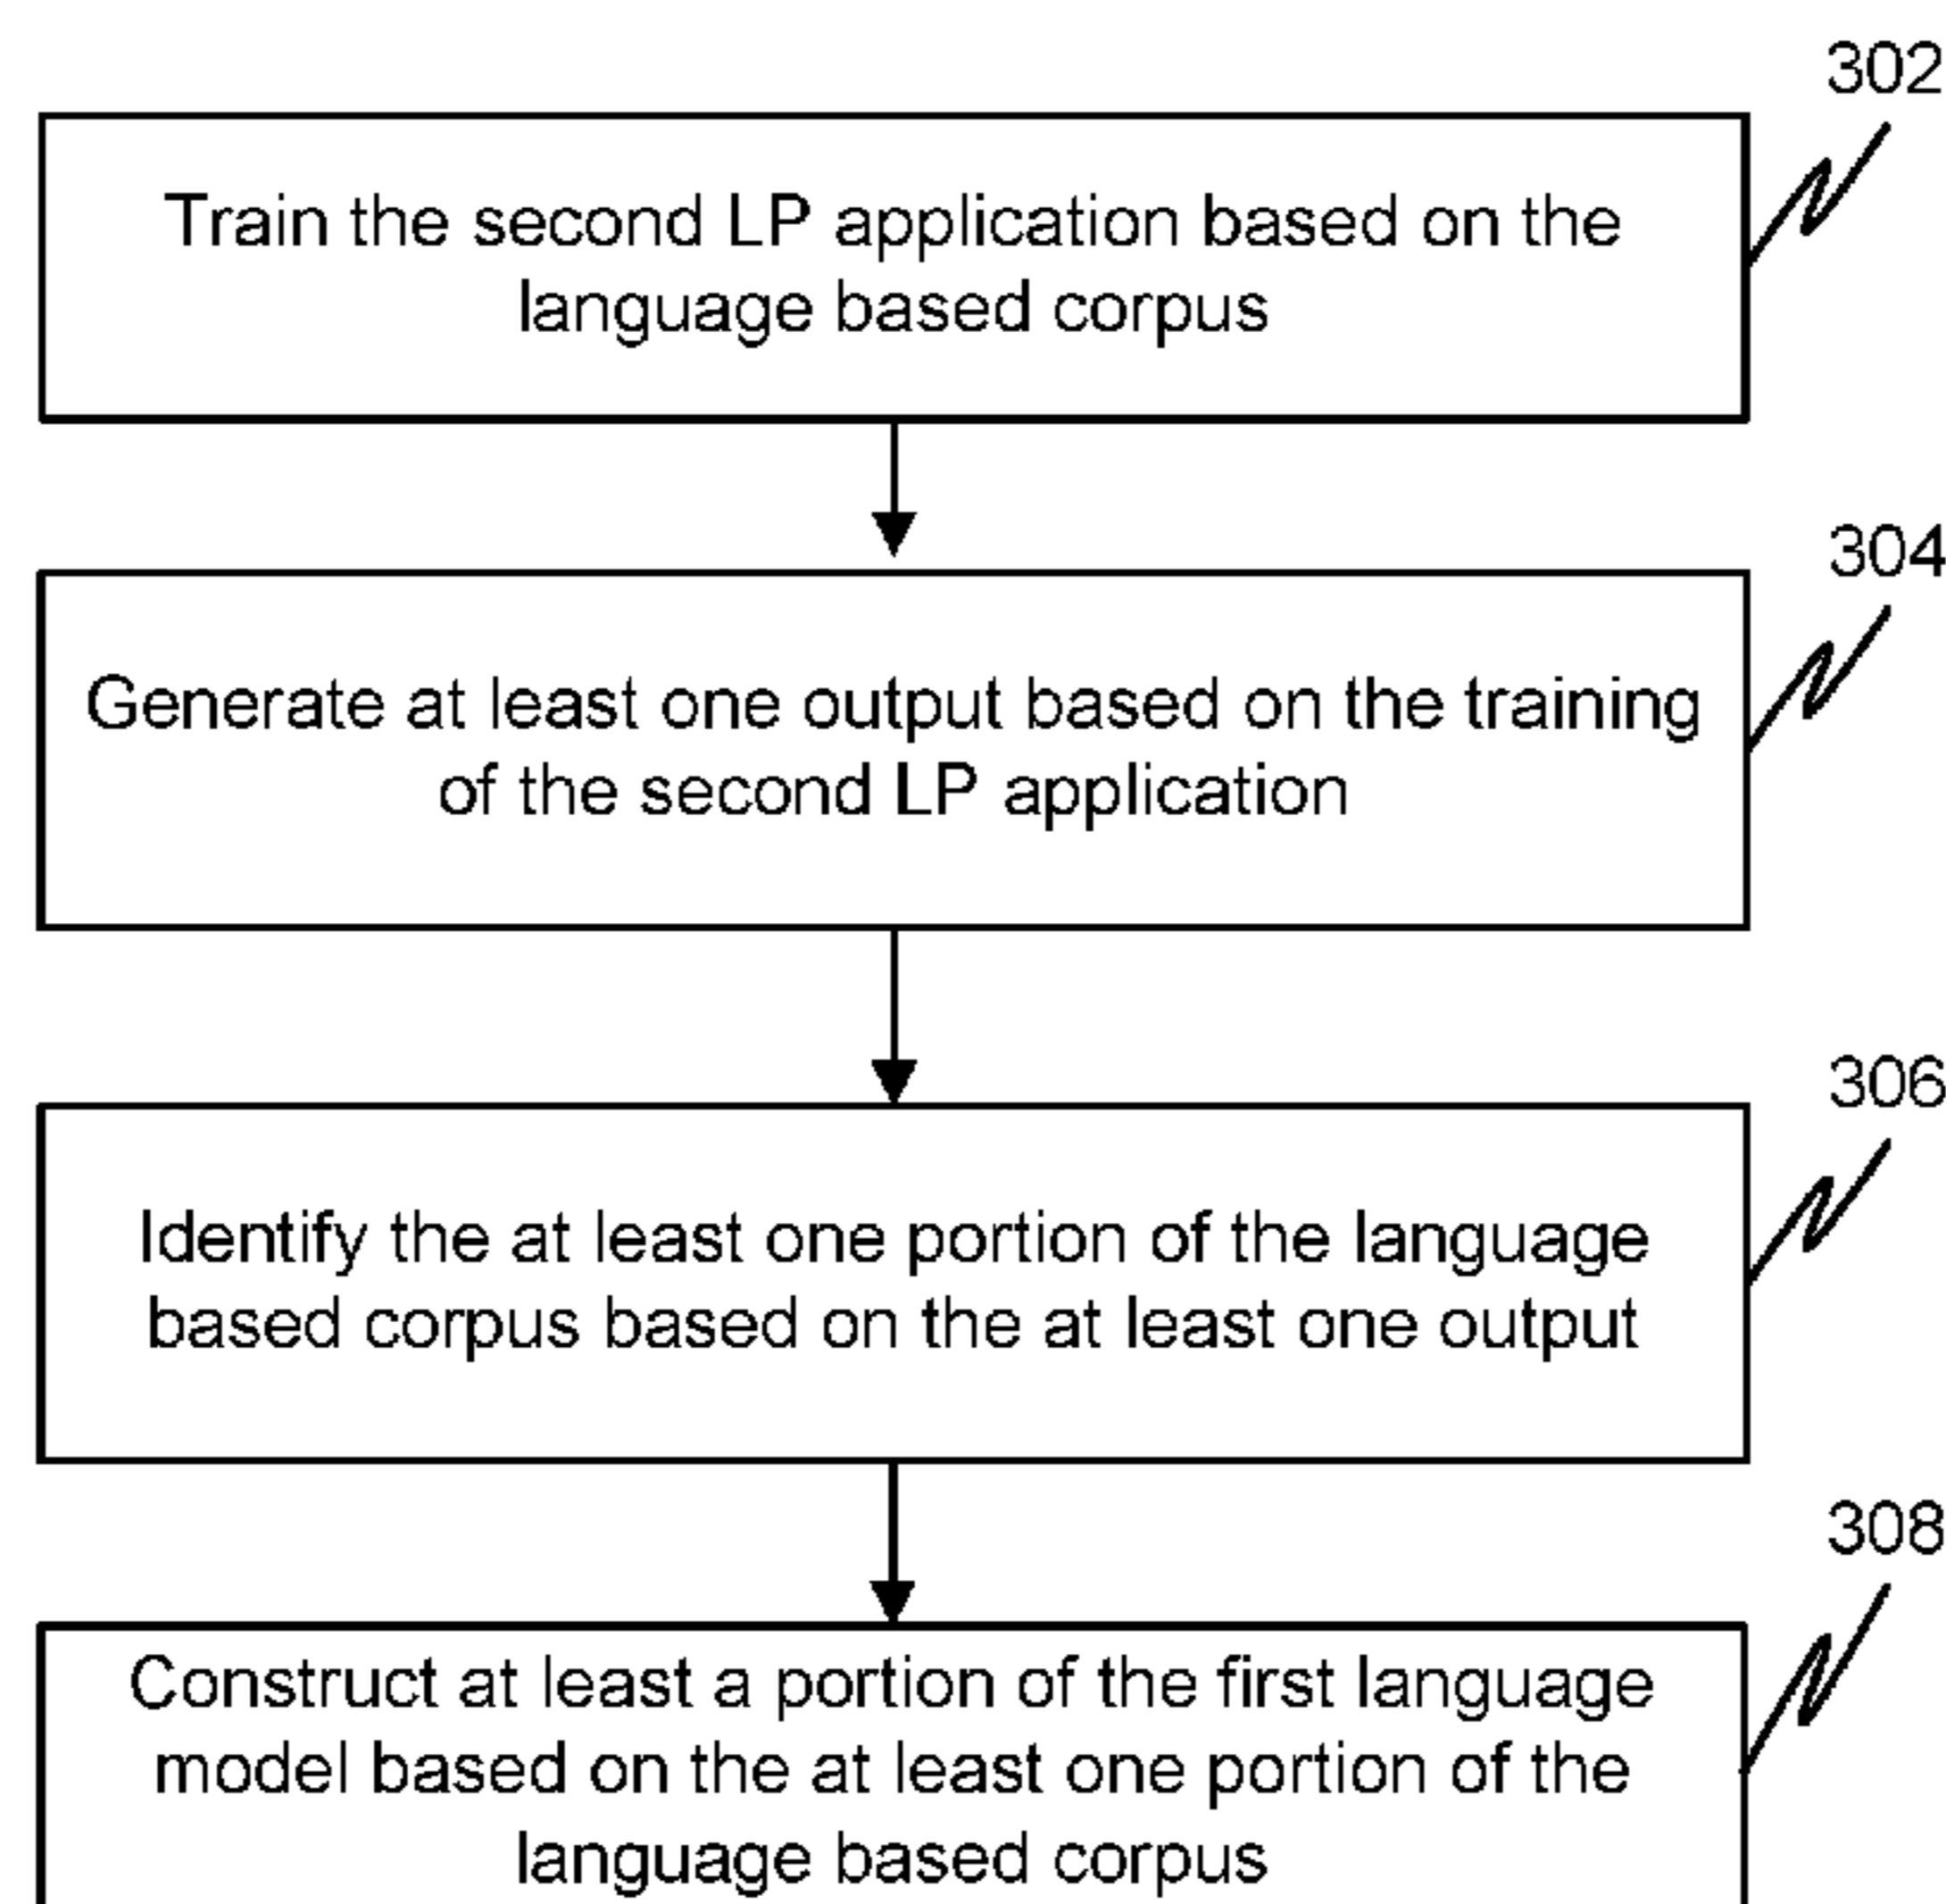 302
Train the second LP application based on the
language based corpus
304
Generate at least one output based on the training
of the second LP application
306
Identify the at least one portion of the language
based corpus based on the at least one output
308
Construct at least a portion of the first language
model based on the at least one portion of the
language based corpus